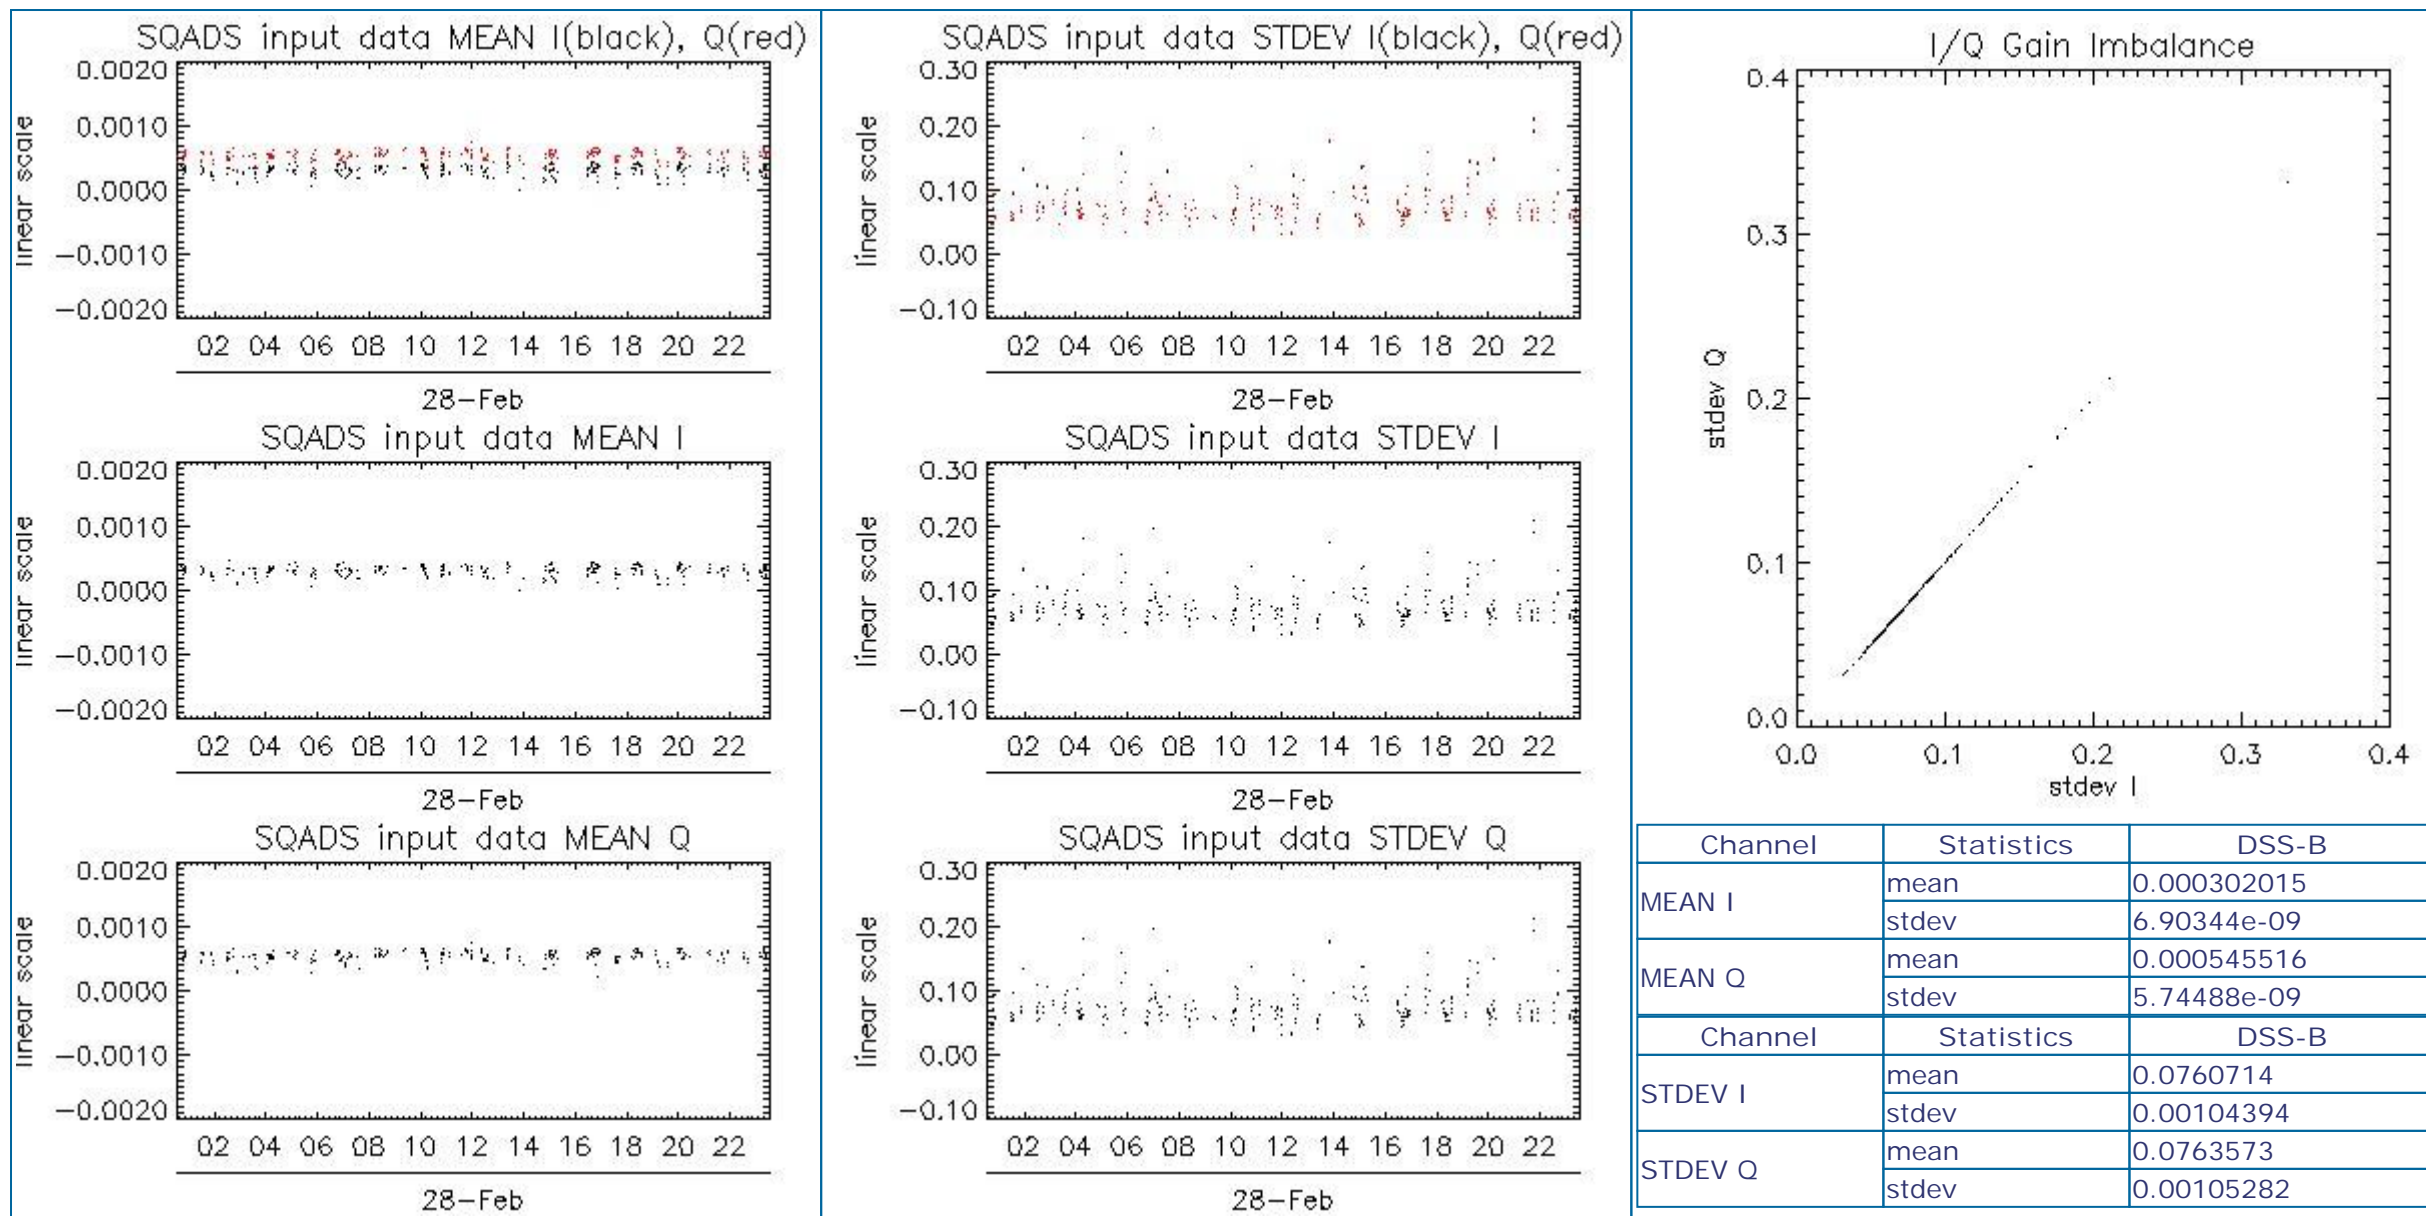 SQADS input data MEAN I(black), Q(red)
0.0020
0.0010
0.0000
-0.0010
-0.0020
linear scale
02 04 06 08 10 12 14 16 18 20 22
28-Feb
SQADS input data MEAN I
0.0020
0.0010
0.0000
-0.0010
-0.0020
linear scale
02 04 06 08 10 12 14 16 18 20 22
28-Feb
SQADS input data MEAN Q
0.0020
0.0010
0.0000
-0.0010
-0.0020
linear scale
02 04 06 08 10 12 14 16 18 20 22
28-Feb
SQADS input data STDEV I(black), Q(red)
0.30
0.20
0.10
0.00
-0.10
linear scale
02 04 06 08 10 12 14 16 18 20 22
28-Feb
SQADS input data STDEV I
0.30
0.20
0.10
0.00
-0.10
linear scale
02 04 06 08 10 12 14 16 18 20 22
28-Feb
SQADS input data STDEV Q
0.30
0.20
0.10
0.00
-0.10
linear scale
02 04 06 08 10 12 14 16 18 20 22
28-Feb
I/Q Gain Imbalance
0.4
0.3
0.2
0.1
0.0
stdev Q
0.0 0.1 0.2 0.3 0.4
stdev I
Channel Statistics DSS-B
MEAN I mean 0.000302015
stdev 6.90344e-09
MEAN Q mean 0.000545516
stdev 5.74488e-09
Channel Statistics DSS-B
STDEV I mean 0.0760714
stdev 0.00104394
STDEV Q mean 0.0763573
stdev 0.00105282